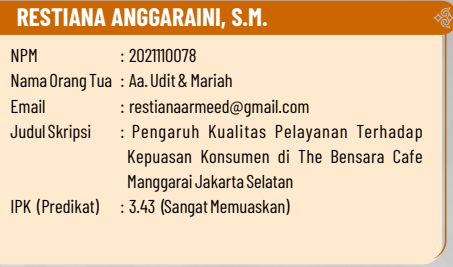 RESTIANA ANGGARAINI, S.M.
NPM : 2021110078
Nama Orang Tua : Aa. Udit & Mariah
Email : restianaarmeed@gmail.com
Judul Skripsi : Pengaruh Kualitas Pelayanan Terhadap
Kepuasan Konsumen di The Bensara Cafe
Manggarai Jakarta Selatan
IPK (Predikat) : 3.43 (Sangat Memuaskan)